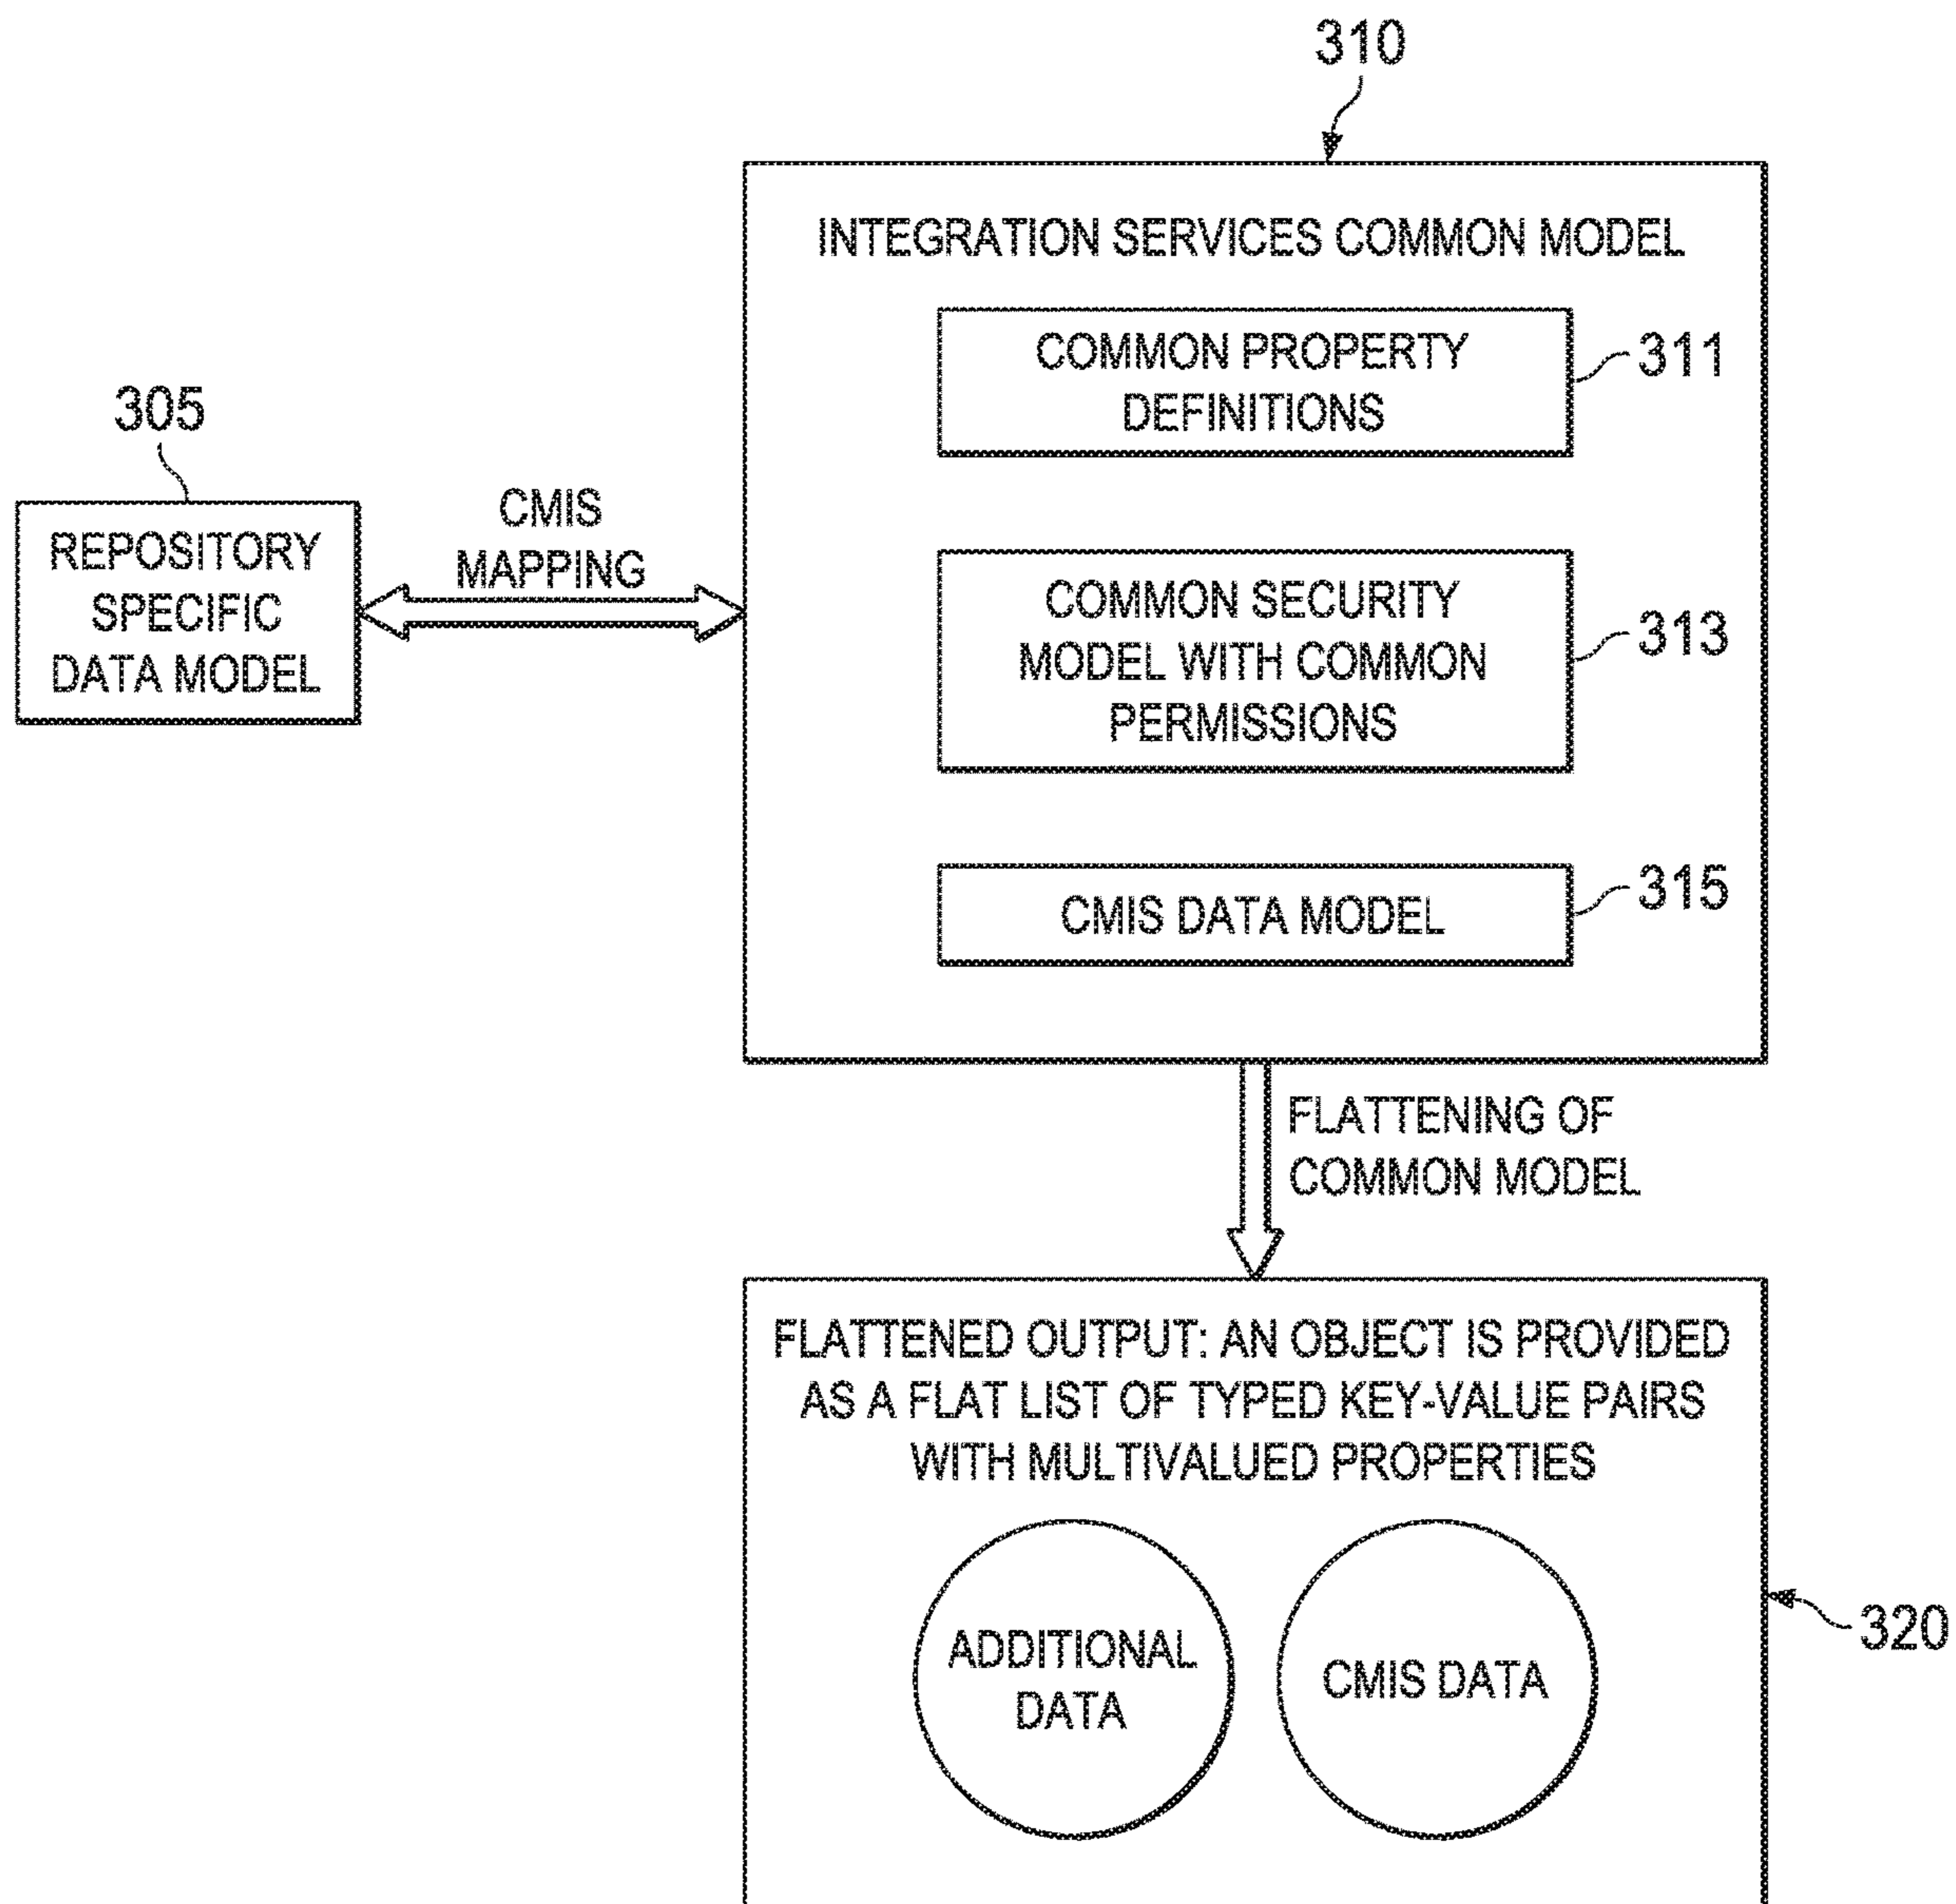 310
INTEGRATION SERVICES COMMON MODEL
COMMON PROPERTY
DEFINITIONS
311
305
REPOSITORY
SPECIFIC
DATA MODEL
CMIS
MAPPING
COMMON SECURITY
MODEL WITH COMMON
PERMISSIONS
313
CMIS DATA MODEL
315
FLATTENING OF
COMMON MODEL
FLATTENED OUTPUT: AN OBJECT IS PROVIDED
AS A FLAT LIST OF TYPED KEY-VALUE PAIRS
WITH MULTIVALUED PROPERTIES
ADDITIONAL
DATA
CMIS DATA
320